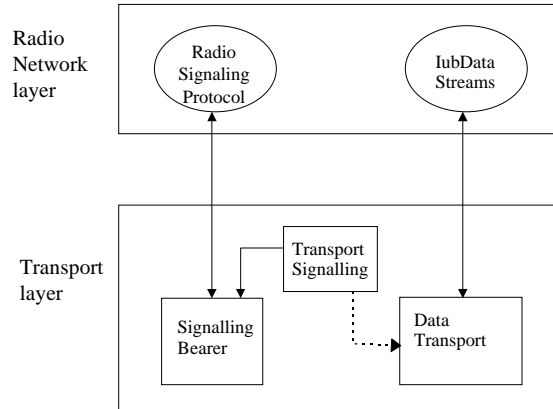 Radio
Network
layer
Radio
Signaling
Protocol
IubData
Streams
Transport
layer
Transport
Signalling
Signalling
Bearer
Data
Transport